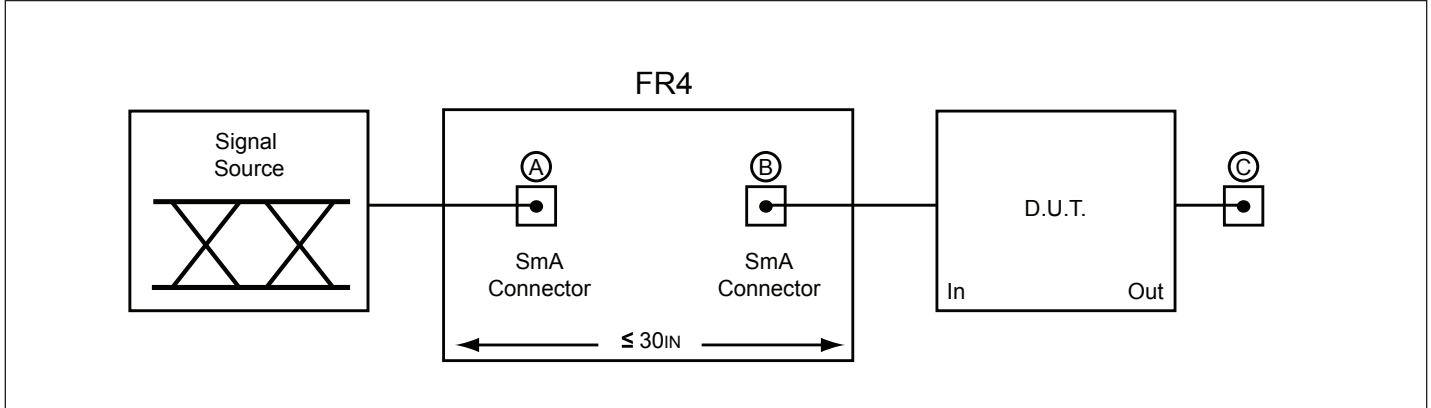 FR4
Signal
Source
A
B
C
D.U.T.
SmA
Connector
SmA
Connector
In
Out
≤ 30IN